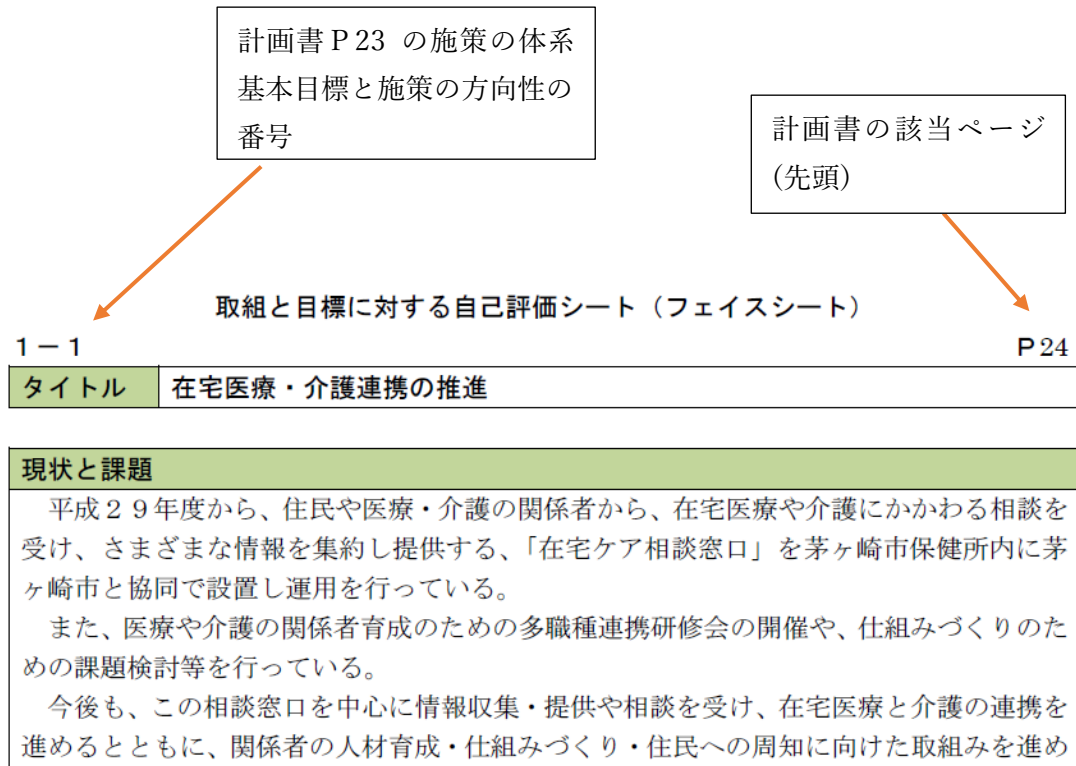 計画書P23 の施策の体系
基本目標と施策の方向性の
番号
計画書の該当ページ
(先頭)
取組と目標に対する自己評価シート（フェイスシート）
1－1
P24
タイトル 在宅医療・介護連携の推進
現状と課題
平成２９年度から、住民や医療・介護の関係者から、在宅医療や介護にかかわる相談を
受け、さまざまな情報を集約し提供する、「在宅ケア相談窓口」を茅ヶ崎市保健所内に茅
ヶ崎市と協同で設置し運用を行っている。
また、医療や介護の関係者育成のための多職種連携研修会の開催や、仕組みづくりのた
めの課題検討等を行っている。
今後も、この相談窓口を中心に情報収集・提供や相談を受け、在宅医療と介護の連携を
進めるとともに、関係者の人材育成・仕組みづくり・住民への周知に向けた取組みを進め